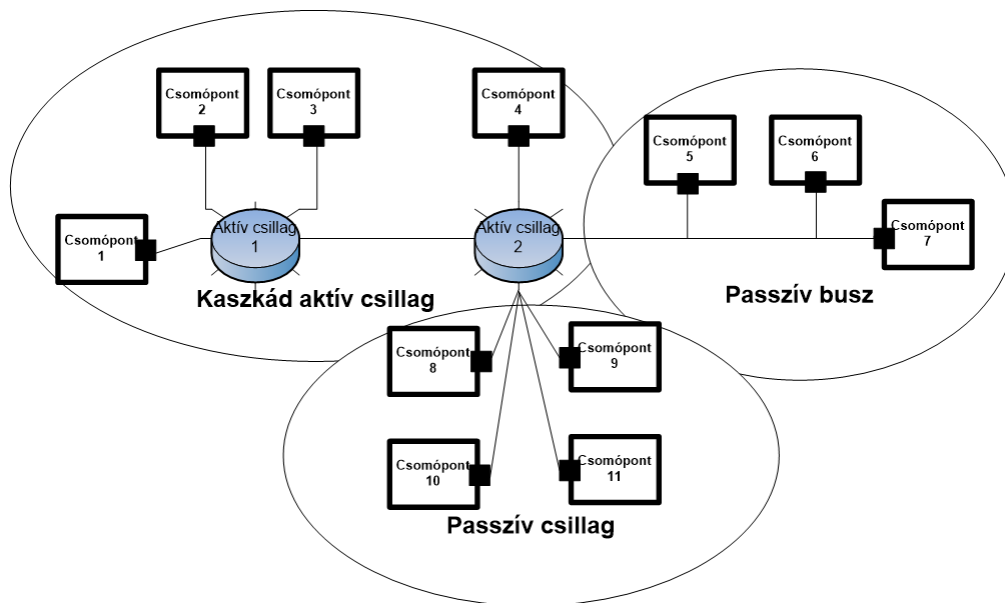 Csomópont
2
Csomópont
3
Csomópont
4
Csomópont
5
Csomópont
6
Csomópont
1
Aktív csillag
1
Aktív csillag
2
Csomópont
7
Kaszkád aktív csillag
Passzív busz
Csomópont
8
Csomópont
9
Csomópont
10
Csomópont
11
Passzív csillag